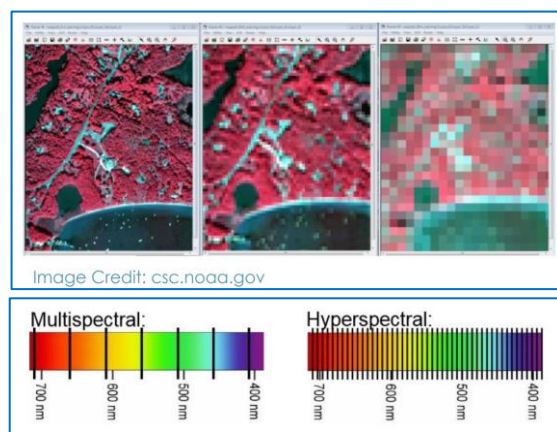 Image Credit: csc.noaa.gov
Multispectral:
Hyperspectral:
700 nm
600 nm
500 nm
400 nm
700 nm
600 nm
500 nm
400 nm